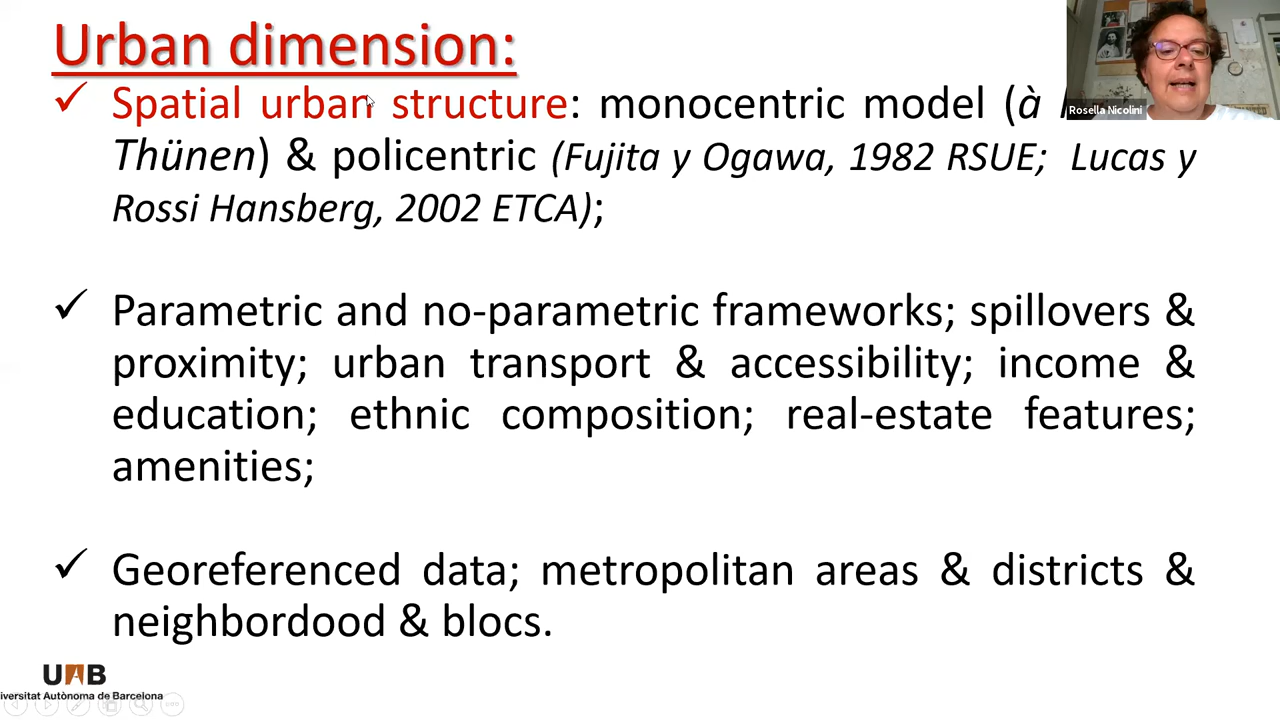 Urban dimension:
✓ Spatial urban structure: monocentric model (à
Thünen) & policentric (Fujita y Ogawa, 1982 RSUE; Lucas y
Rossi Hansberg, 2002 ETCA);
✓ Parametric and no-parametric frameworks; spillovers &
proximity; urban transport & accessibility; income &
education; ethnic composition; real-estate features;
amenities;
✓ Georeferenced data; metropolitan areas & districts &
neighbordood & blocs.
Rosella Nicolini
UAB
niversitat Autònoma de Barcelona